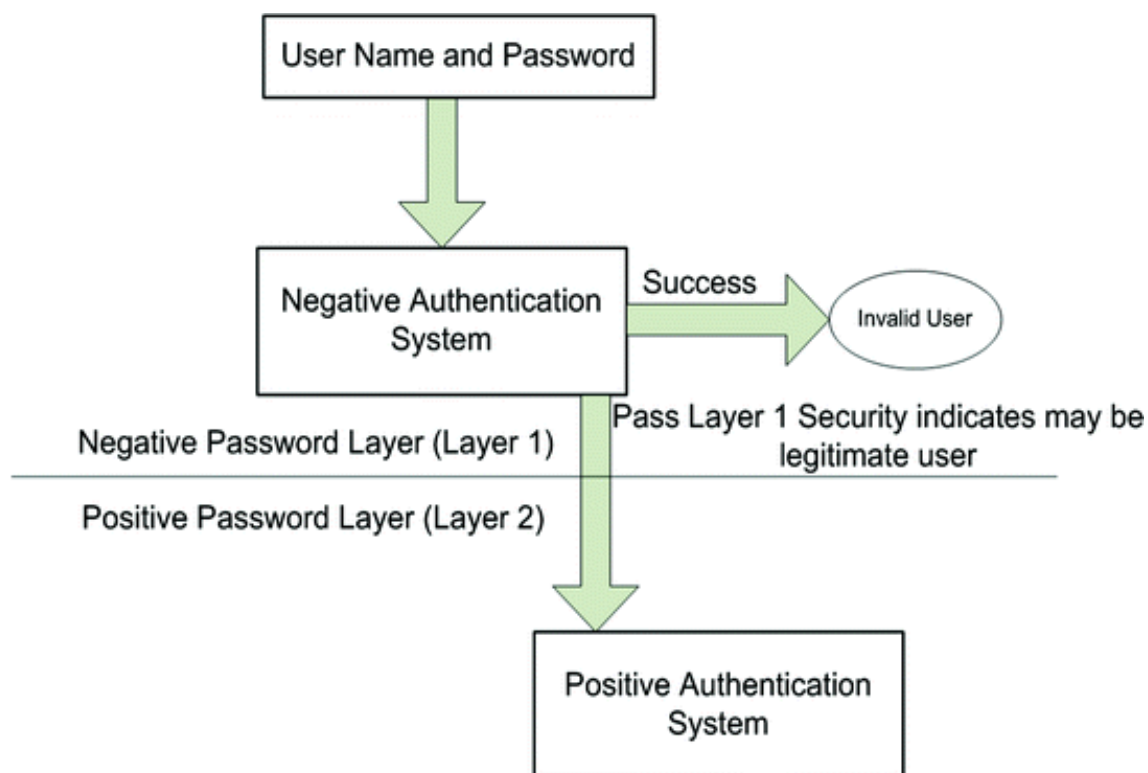 User Name and Password
Negative Authentication
System
Success
Invalid User
Pass Layer 1 Security indicates may be
legitimate user
Negative Password Layer (Layer 1)
Positive Password Layer (Layer 2)
Positive Authentication
System